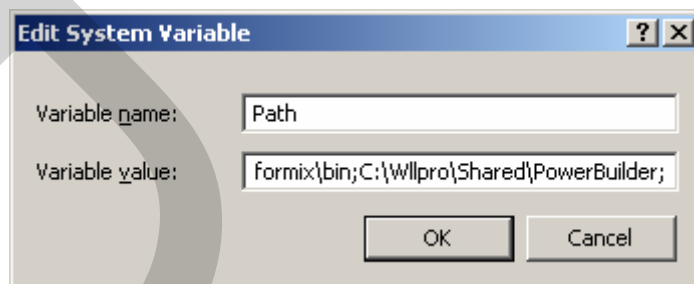 Edit System Variable
Variable name: Path
Variable value: formix\bin;C:\Wllpro\Shared\PowerBuilder;
OK Cancel